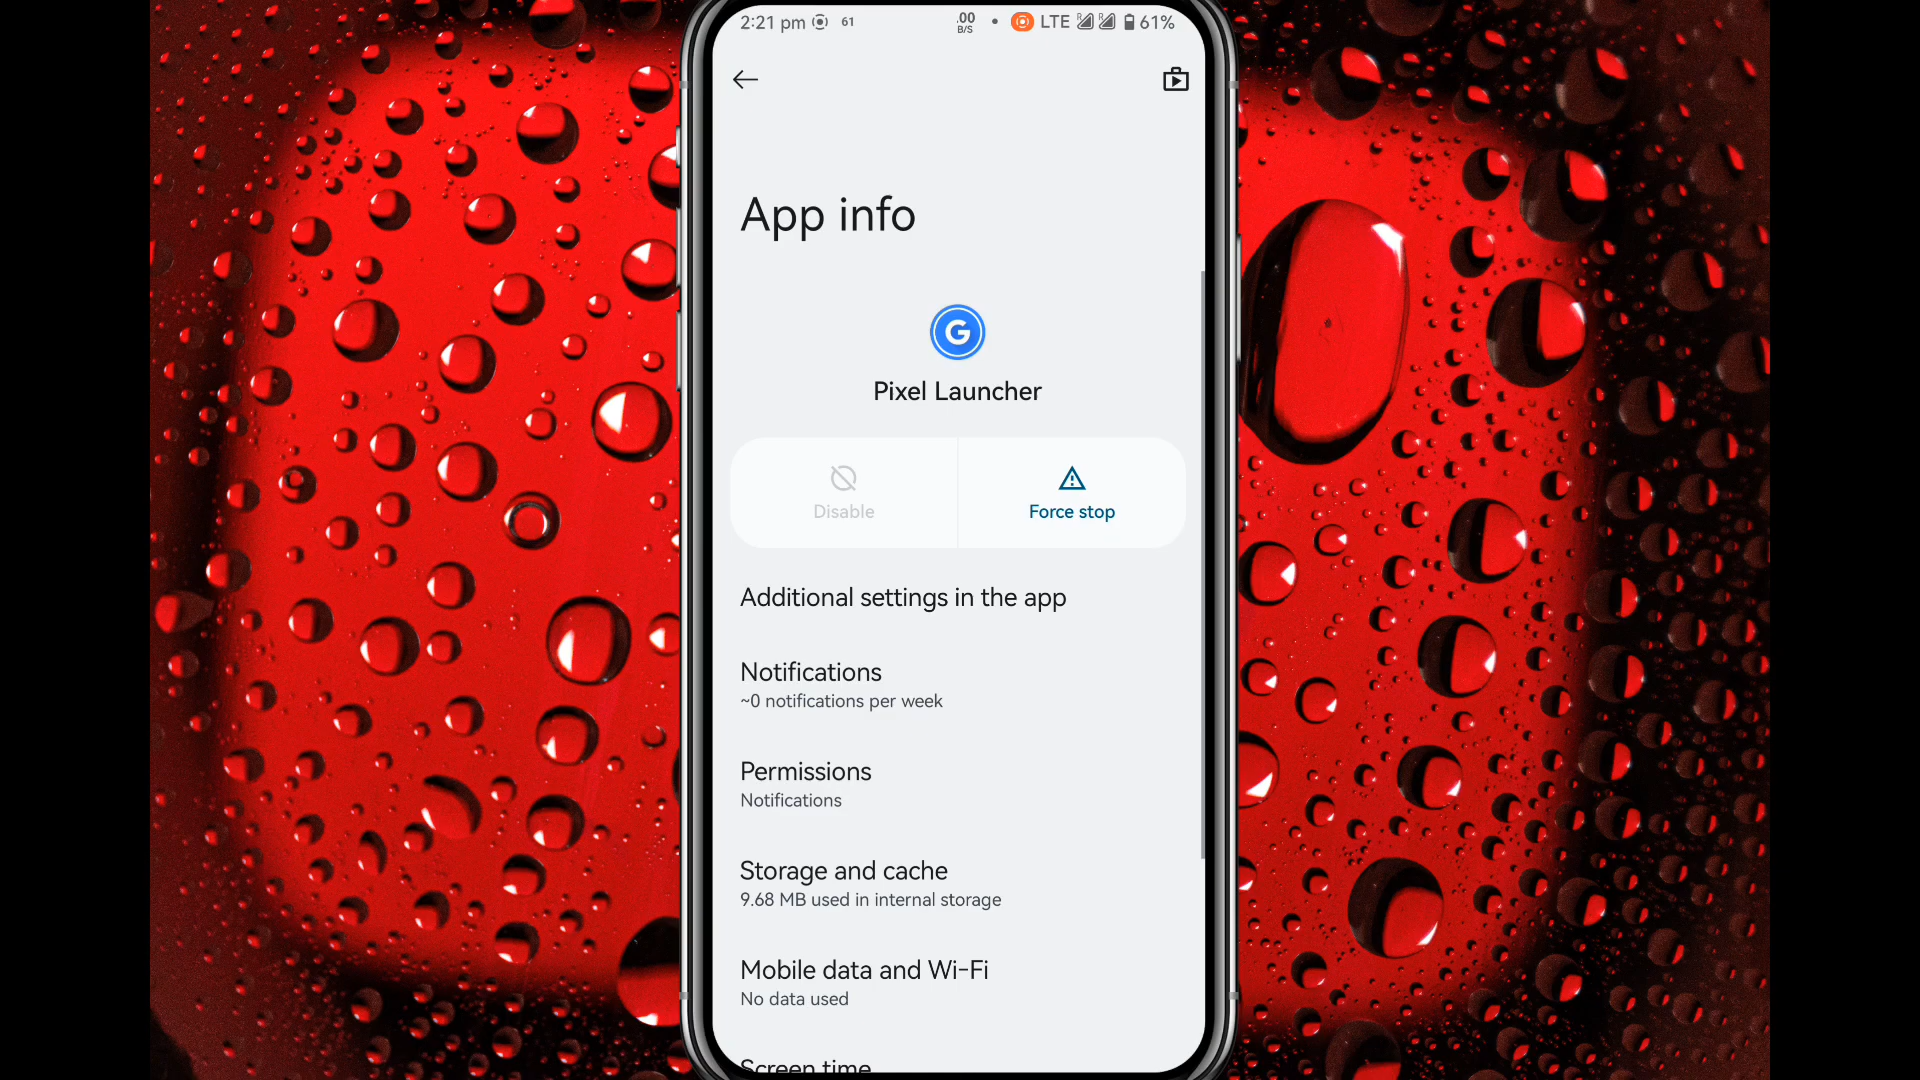 2:21 pm 61 .00 B/S • LTE R R 61%
App info
G
Pixel Launcher
Disable
Force stop
Additional settings in the app
Notifications
~0 notifications per week
Permissions
Notifications
Storage and cache
9.68 MB used in internal storage
Mobile data and Wi-Fi
No data used
Screen time